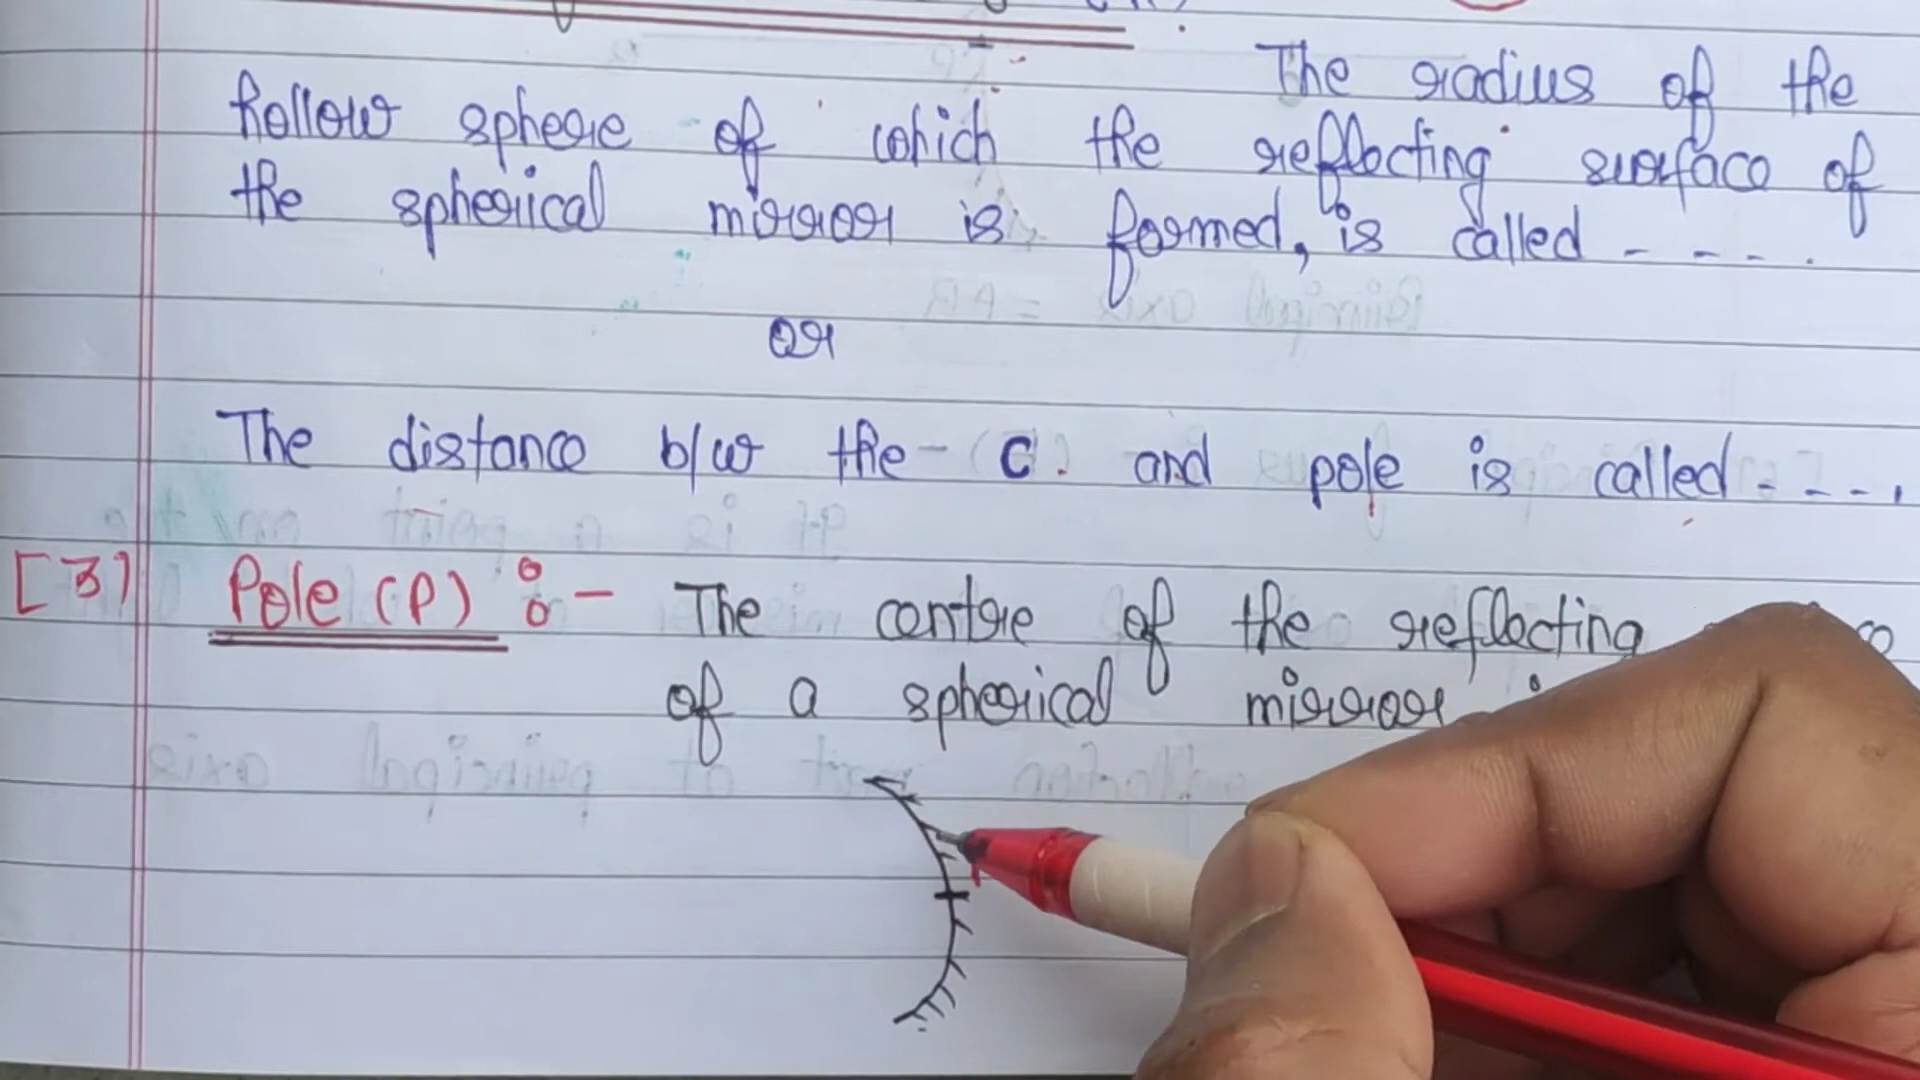 The radius of the
hollow sphere of which the reflecting surface of
the spherical mirror is formed, is called - - - - .
or
The distance b/w the - C. and pole is called - - - .
[3] Pole (P) :- The centre of the reflecting
of a spherical mirror